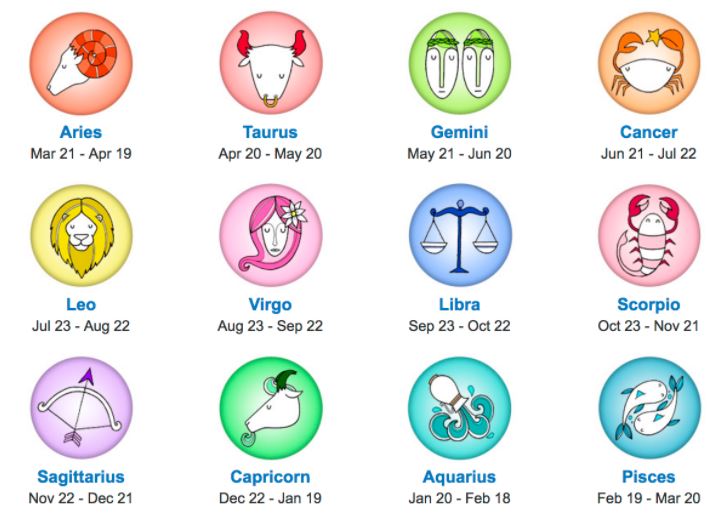 Aries
Taurus
Gemini
Cancer
Mar 21 - Apr 19
Apr 20 - May 20
May 21 - Jun 20
Jun 21 - Jul 22
Leo
Virgo
Libra
Scorpio
Jul 23 - Aug 22
Aug 23 - Sep 22
Sep 23 - Oct 22
Oct 23 - Nov 21
Sagittarius
Capricorn
Aquarius
Pisces
Nov 22 - Dec 21
Dec 22 - Jan 19
Jan 20 - Feb 18
Feb 19 - Mar 20